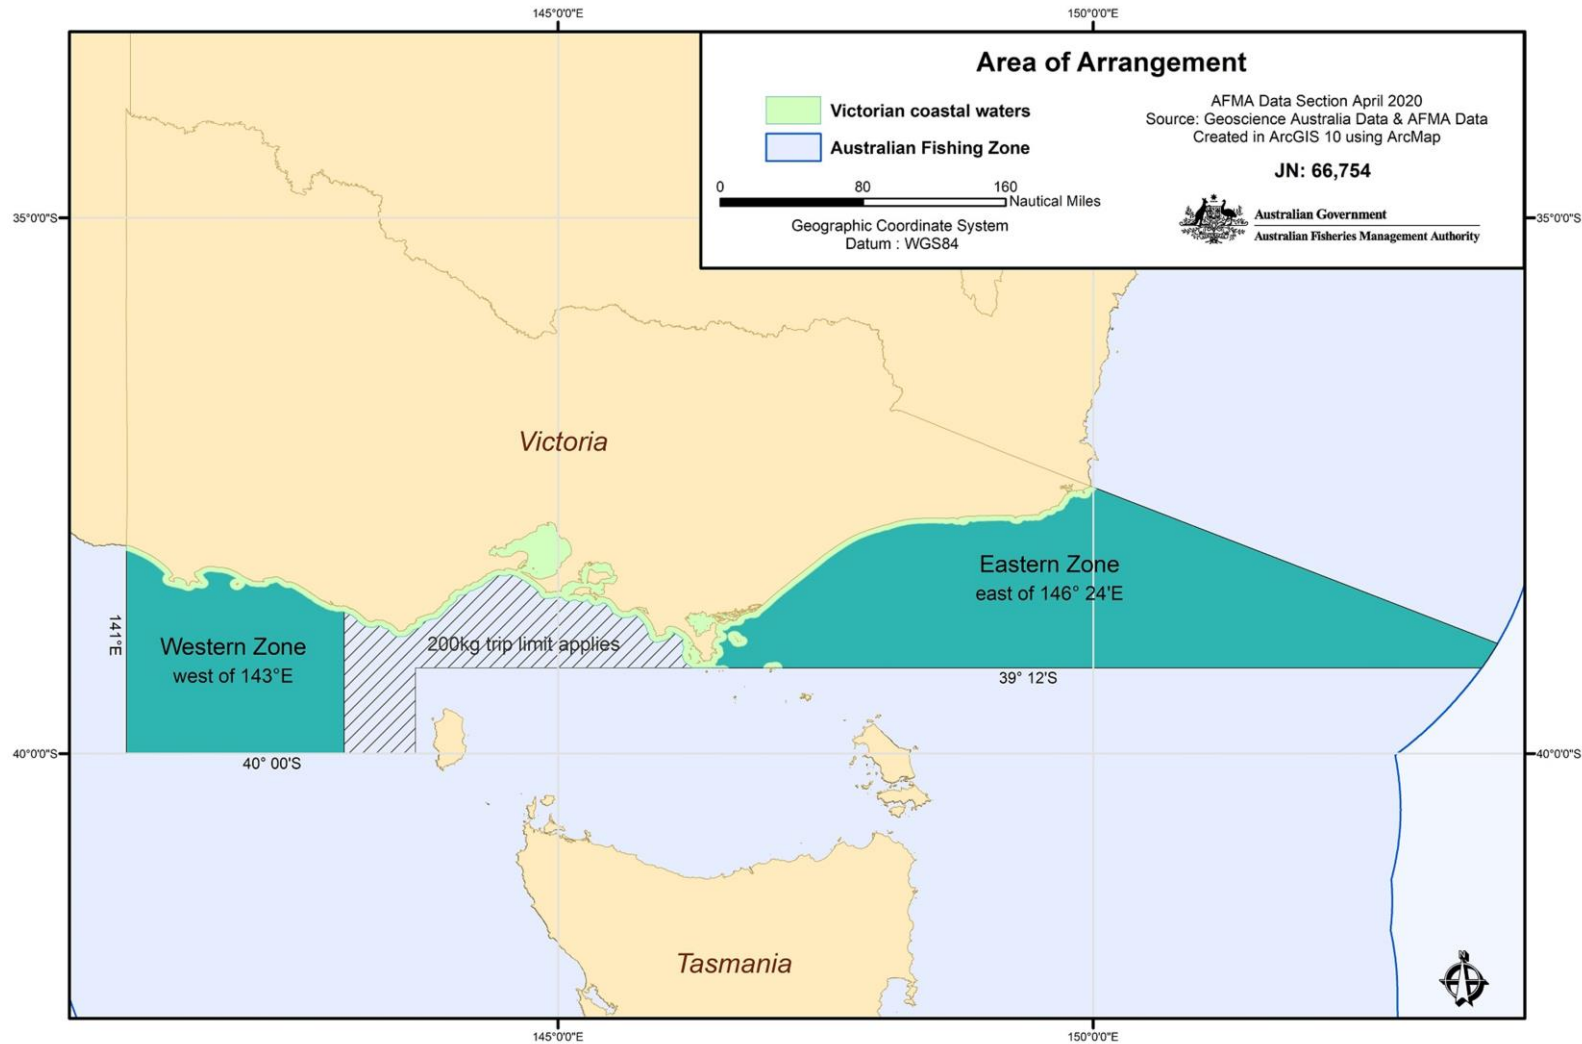 145°0'0"E
150°0'0"E
Area of Arrangement
Victorian coastal waters
Australian Fishing Zone
0 80 160
Nautical Miles
Geographic Coordinate System
Datum : WGS84
AFMA Data Section April 2020
Source: Geoscience Australia Data & AFMA Data
Created in ArcGIS 10 using ArcMap
JN: 66,754
Australian Government
Australian Fisheries Management Authority
35°0'0"S
35°0'0"S
Victoria
Eastern Zone
east of 146° 24'E
141°E
Western Zone
west of 143°E
200kg trip limit applies
39° 12'S
40°0'0"S
40° 00'S
40°0'0"S
Tasmania
145°0'0"E
150°0'0"E